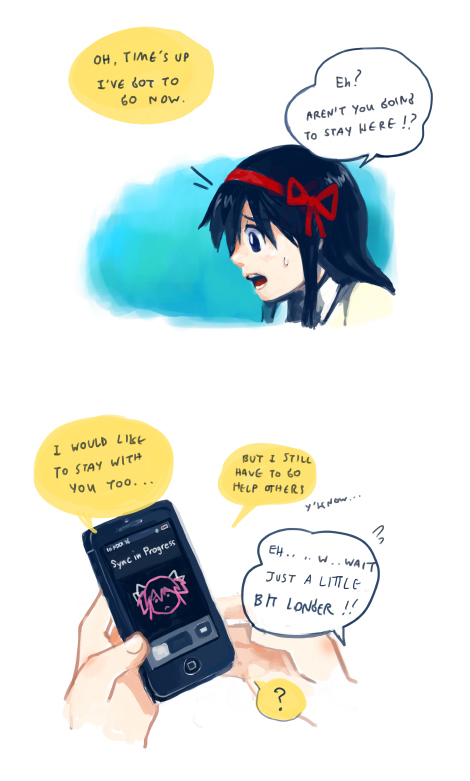 OH, TIME'S UP
I'VE GOT TO
GO NOW.
Eh?
AREN'T YOU GOING
TO STAY HERE !?
I WOULD LIKE
TO STAY WITH
YOU TOO...
BUT I STILL
HAVE TO GO
HELP OTHERS
Y'KNOW...
Sync in Progress
EH.. .. W.. WAIT
JUST A LITTLE
BIT LONGER !!
?